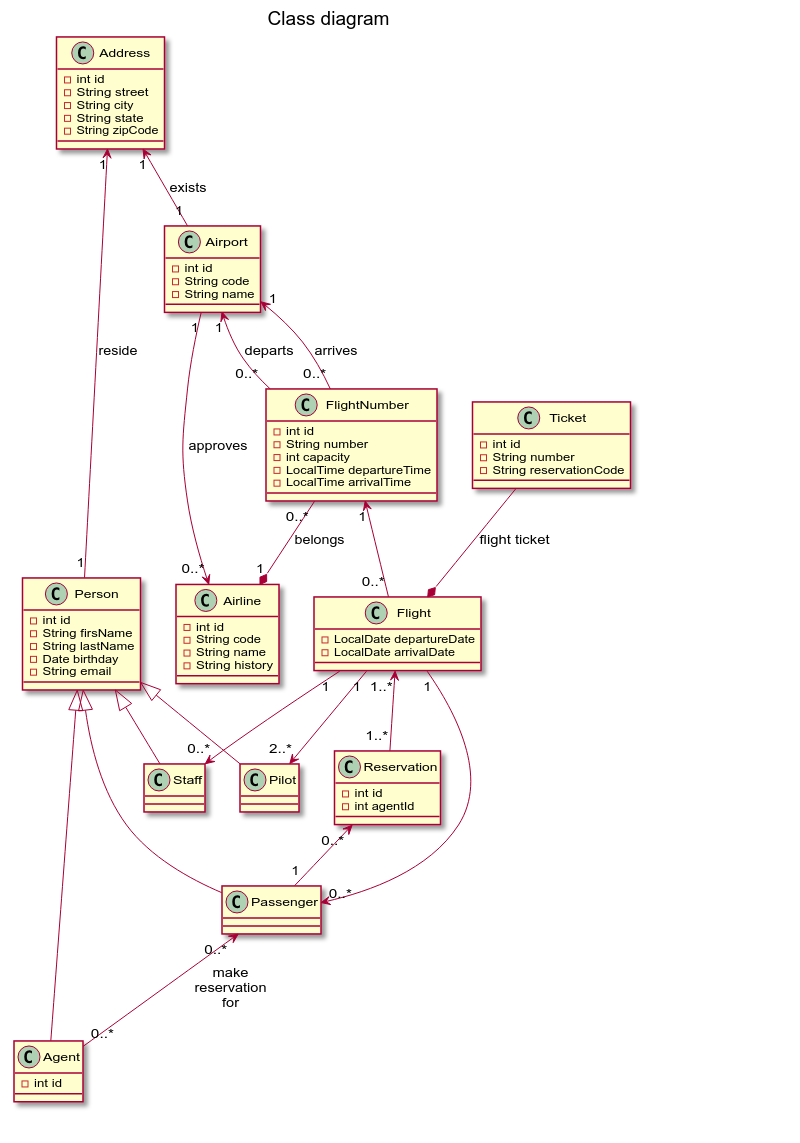 Class diagram
C Address
int id
String street
String city
String state
String zipCode
1
1
exists
1
C Airport
int id
String code
String name
1
1
1
reside
departs
arrives
0..*
0..*
C FlightNumber
int id
String number
int capacity
LocalTime departureTime
LocalTime arrivalTime
C Ticket
int id
String number
String reservationCode
approves
0..*
1
belongs
flight ticket
1
0..*
1
0..*
C Person
int id
String firsName
String lastName
Date birthday
String email
C Airline
int id
String code
String name
String history
C Flight
LocalDate departureDate
LocalDate arrivalDate
1
1
1..*
1
0..*
2..*
1..*
C Staff
C Pilot
C Reservation
int id
int agentId
0..*
1
0..*
C Passenger
0..*
make
reservation
for
0..*
C Agent
int id